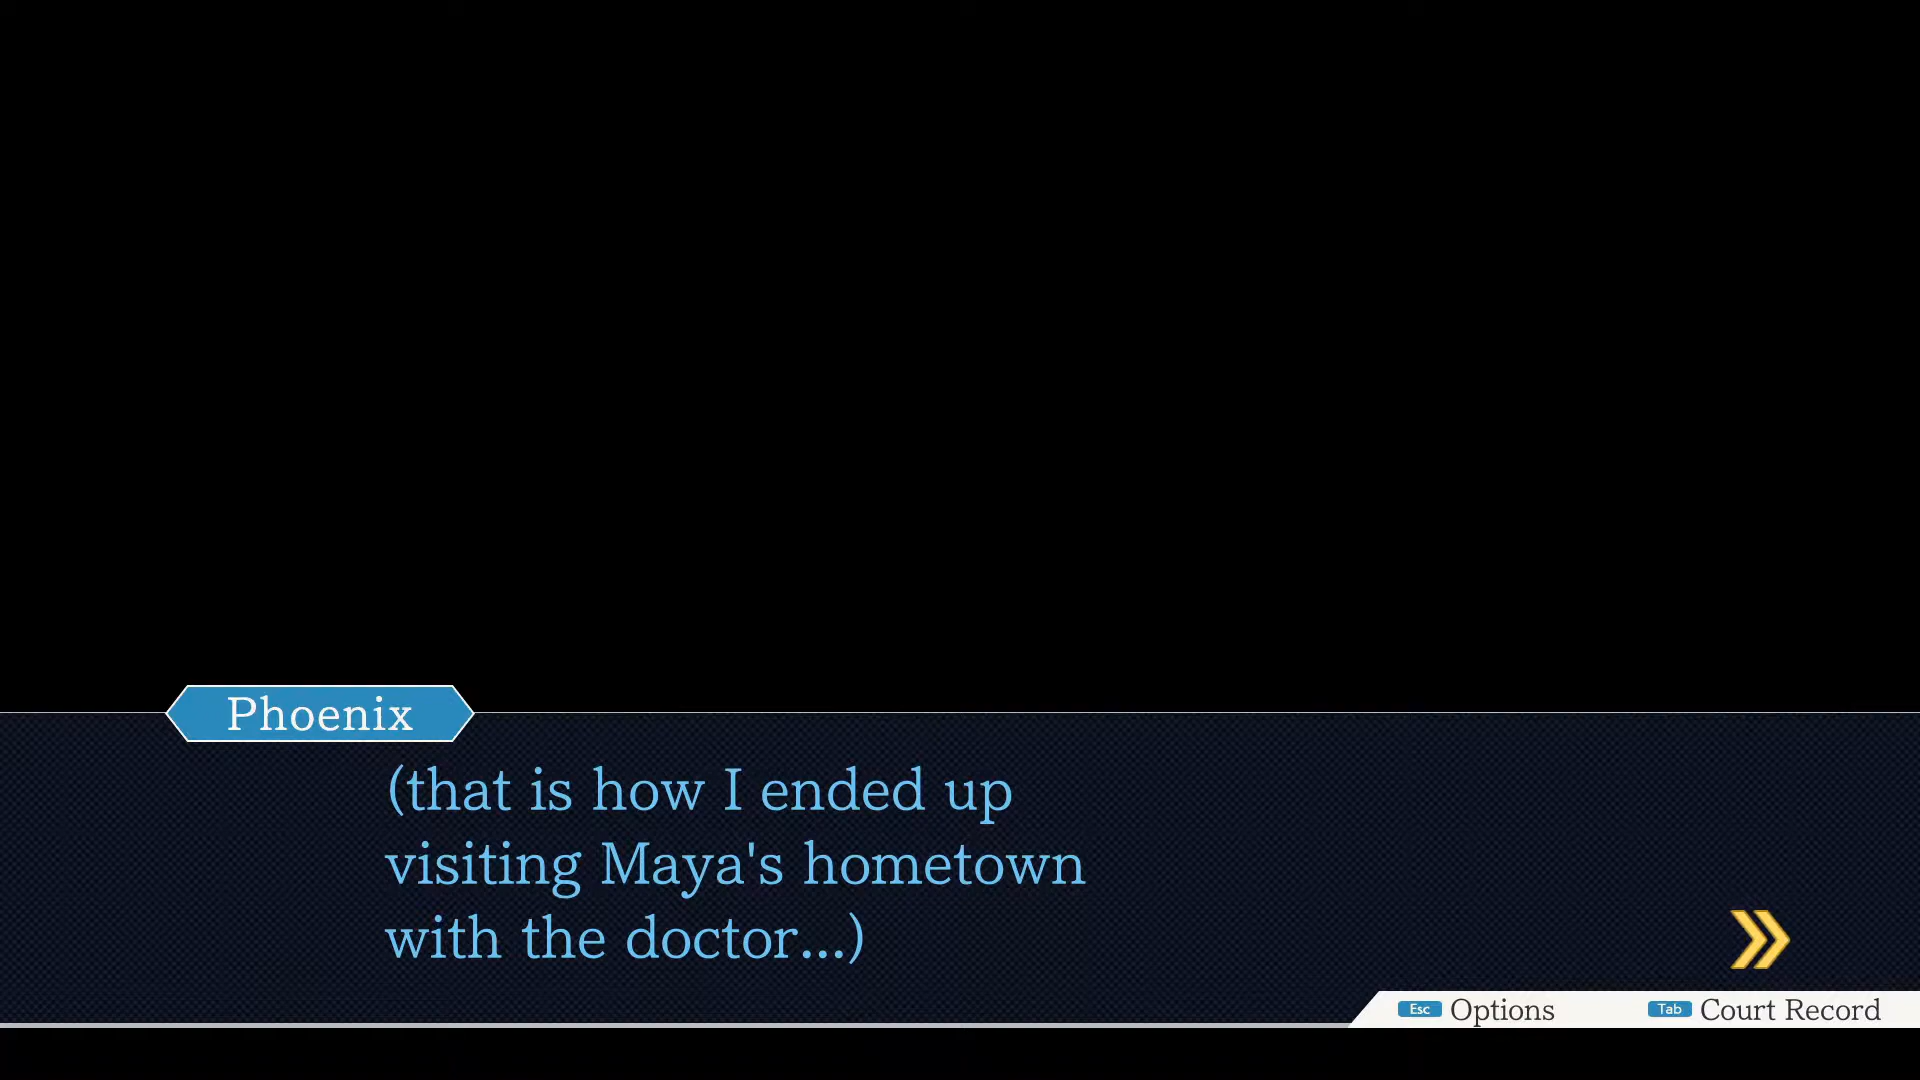 Phoenix
(that is how I ended up
visiting Maya's hometown
with the doctor...)
Esc Options Tab Court Record